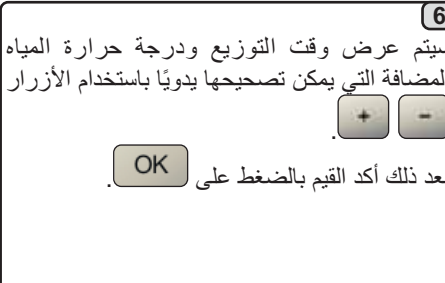 6
سيتم عرض وقت التوزيع ودرجة حرارة المياه
المضافة التي يمكن تصحيحها يدويًا باستخدام الأزرار
+ -.
بعد ذلك أكد القيم بالضغط على OK.